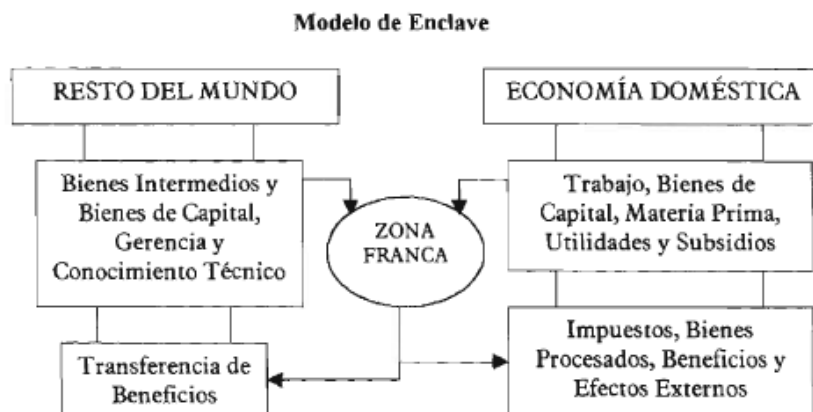 Modelo de Enclave
RESTO DEL MUNDO
ECONOMÍA DOMÉSTICA
Bienes Intermedios y
Bienes de Capital,
Gerencia y
Conocimiento Técnico
ZONA
FRANCA
Trabajo, Bienes de
Capital, Materia Prima,
Utilidades y Subsidios
Transferencia de
Beneficios
Impuestos, Bienes
Procesados, Beneficios y
Efectos Externos